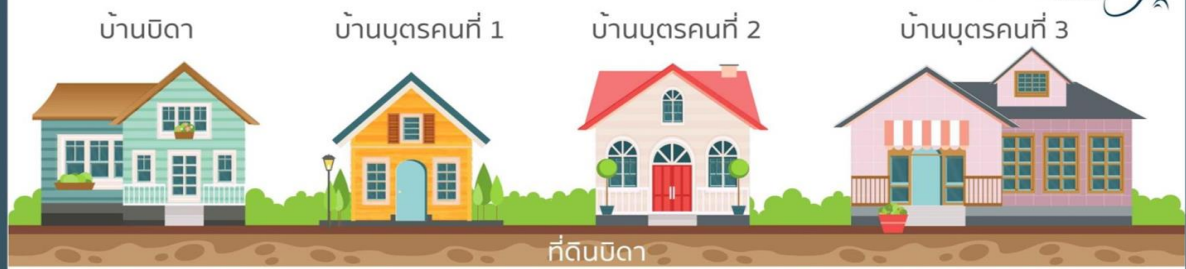 บ้านบิดา
บ้านบุตรคนที่ 1
บ้านบุตรคนที่ 2
บ้านบุตรคนที่ 3
ที่ดินบิดา